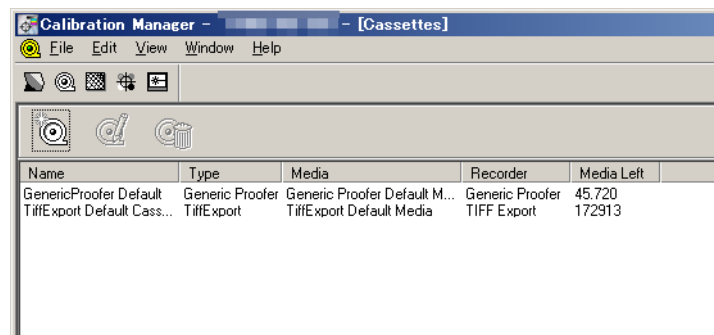 Calibration Manager - - [Cassettes]
File Edit View Window Help
Name Type Media Recorder Media Left
GenericProofer Default Generic Proofer Generic Proofer Default M... Generic Proofer 45.720
TiffExport Default Cass... TiffExport TiffExport Default Media TIFF Export 172913